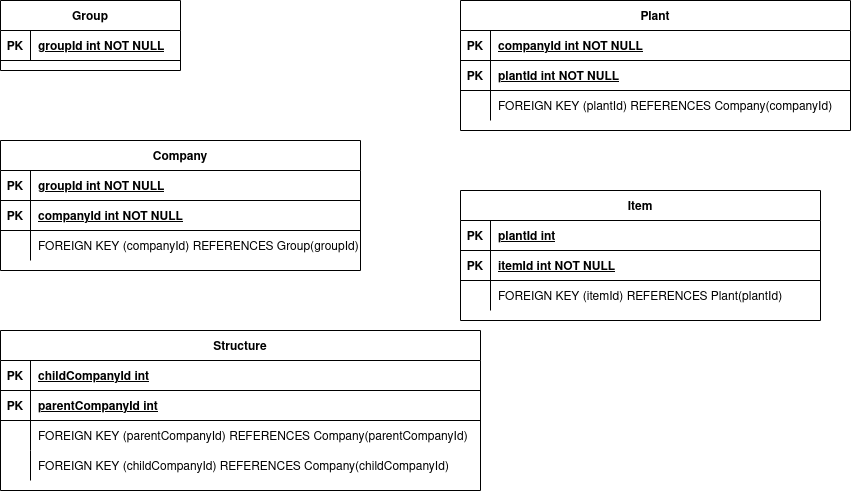 Group
PK groupId int NOT NULL
Company
PK groupId int NOT NULL
PK companyId int NOT NULL
FOREIGN KEY (companyId) REFERENCES Group(groupId)
Structure
PK childCompanyId int
PK parentCompanyId int
FOREIGN KEY (parentCompanyId) REFERENCES Company(parentCompanyId)
FOREIGN KEY (childCompanyId) REFERENCES Company(childCompanyId)
Plant
PK companyId int NOT NULL
PK plantId int NOT NULL
FOREIGN KEY (plantId) REFERENCES Company(companyId)
Item
PK plantId int
PK itemId int NOT NULL
FOREIGN KEY (itemId) REFERENCES Plant(plantId)